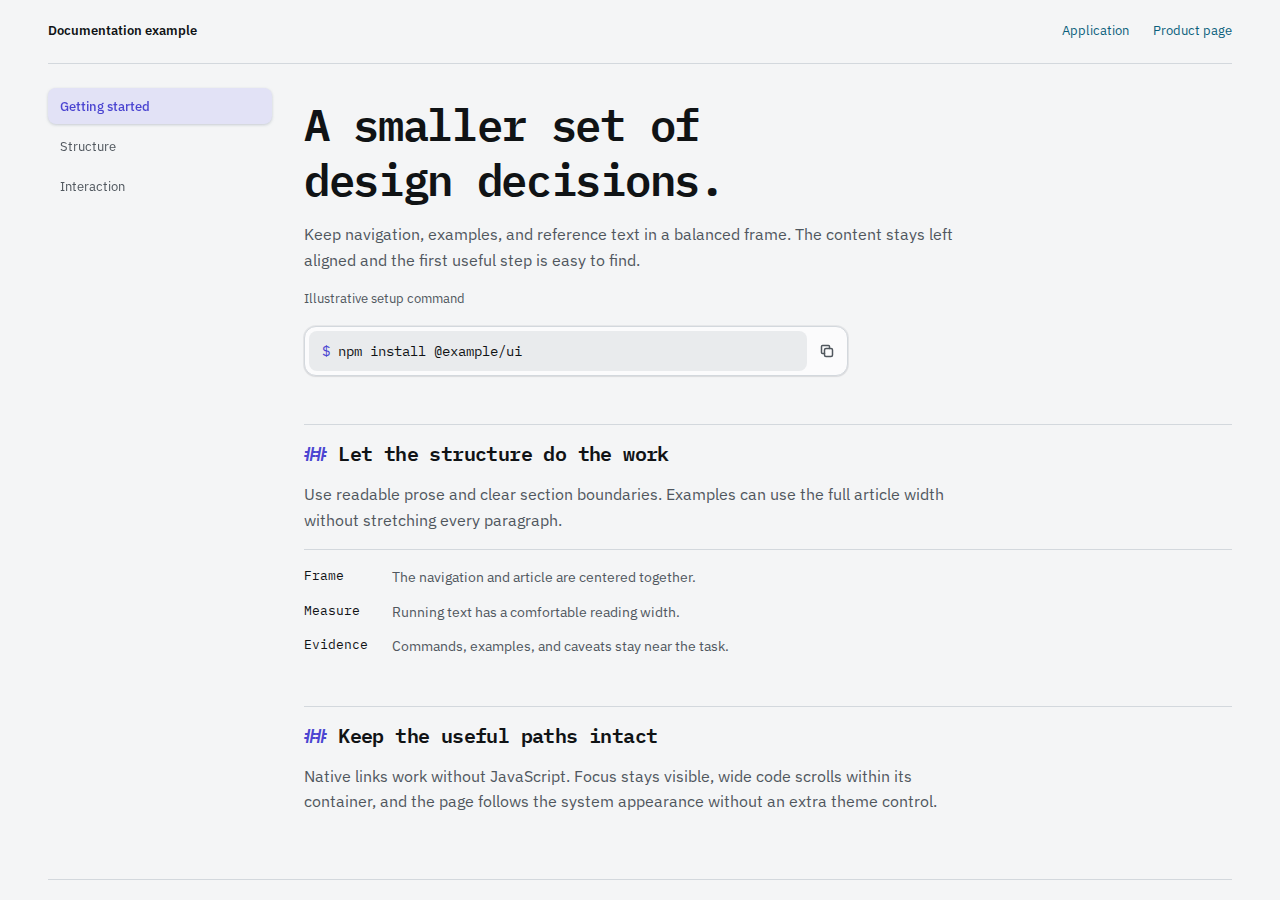 Documentation example
Application
Product page
Getting started
Structure
Interaction
A smaller set of
design decisions.
Keep navigation, examples, and reference text in a balanced frame. The content stays left
aligned and the first useful step is easy to find.
Illustrative setup command
$ npm install @example/ui
## Let the structure do the work
Use readable prose and clear section boundaries. Examples can use the full article width
without stretching every paragraph.
Frame The navigation and article are centered together.
Measure Running text has a comfortable reading width.
Evidence Commands, examples, and caveats stay near the task.
## Keep the useful paths intact
Native links work without JavaScript. Focus stays visible, wide code scrolls within its
container, and the page follows the system appearance without an extra theme control.